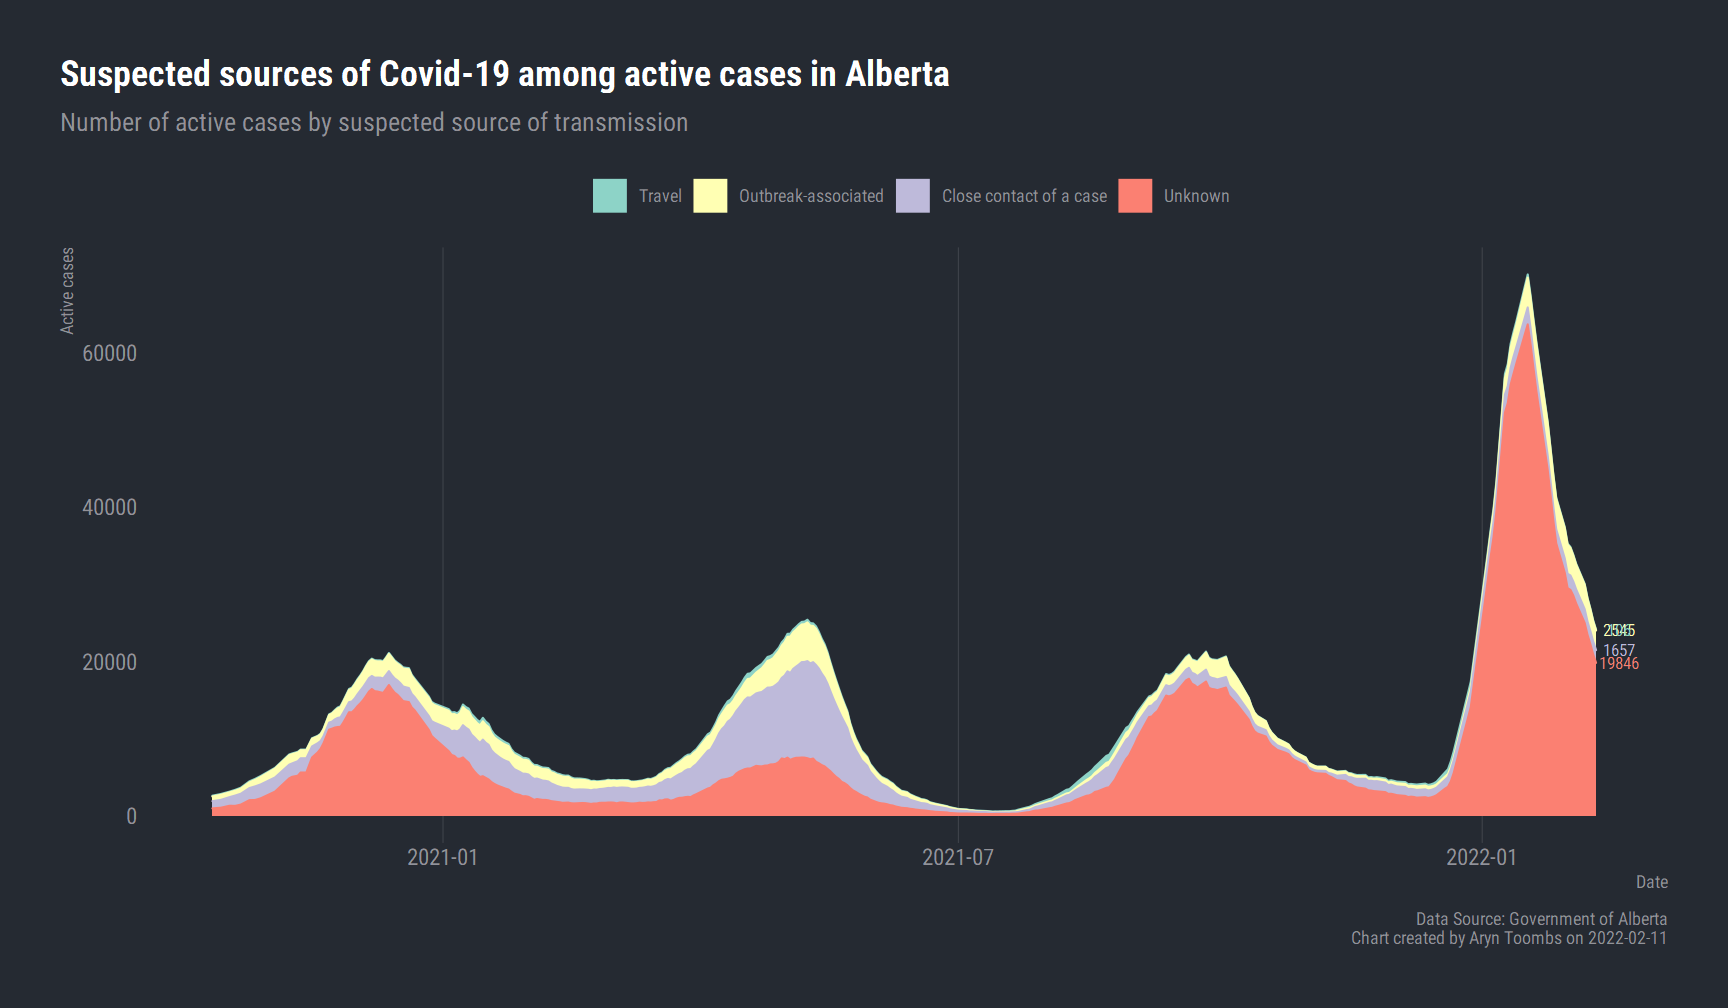 Suspected sources of Covid-19 among active cases in Alberta
Number of active cases by suspected source of transmission
Travel Outbreak-associated Close contact of a case Unknown
Active cases
60000
40000
20000
0
2545
1657
19846
2021-01 2021-07 2022-01
Date
Data Source: Government of Alberta
Chart created by Aryn Toombs on 2022-02-11